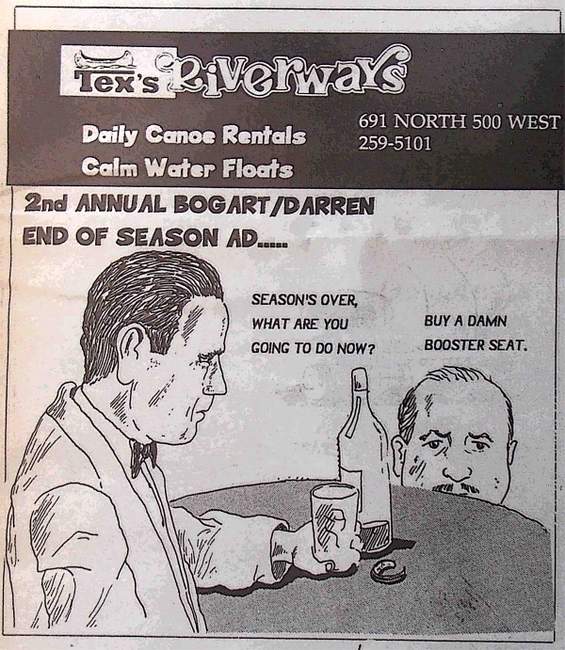 Tex's Riverways
Daily Canoe Rentals
Calm Water Floats
691 NORTH 500 WEST
259-5101
2nd ANNUAL BOGART/DARREN
END OF SEASON AD.....
SEASON'S OVER,
WHAT ARE YOU
GOING TO DO NOW?
BUY A DAMN
BOOSTER SEAT.